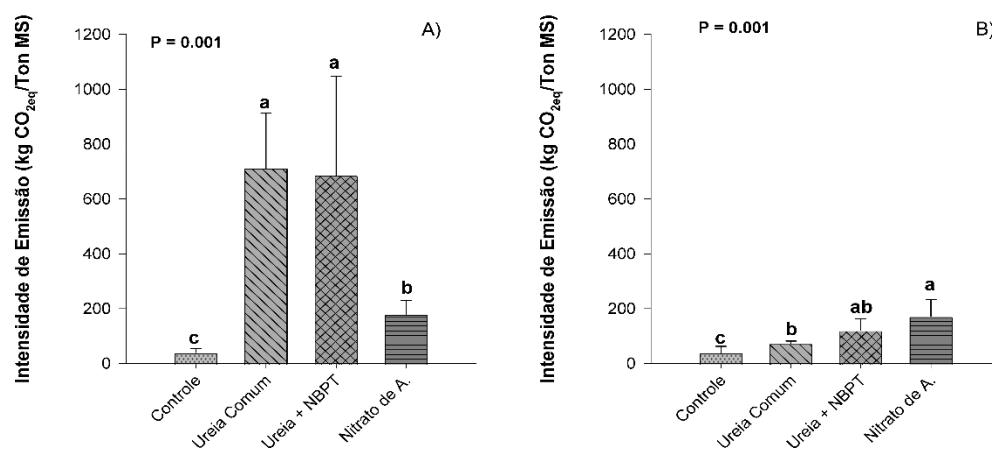 A)
P = 0.001
Intensidade de Emissão (kg CO2eq/Ton MS)
1200
1000
800
600
400
200
0
c
a
a
b
Controle
Ureia Comum
Ureia + NBPT
Nitrato de A.
B)
P = 0.001
Intensidade de Emissão (kg CO2eq/Ton MS)
1200
1000
800
600
400
200
0
c
b
ab
a
Controle
Ureia Comum
Ureia + NBPT
Nitrato de A.